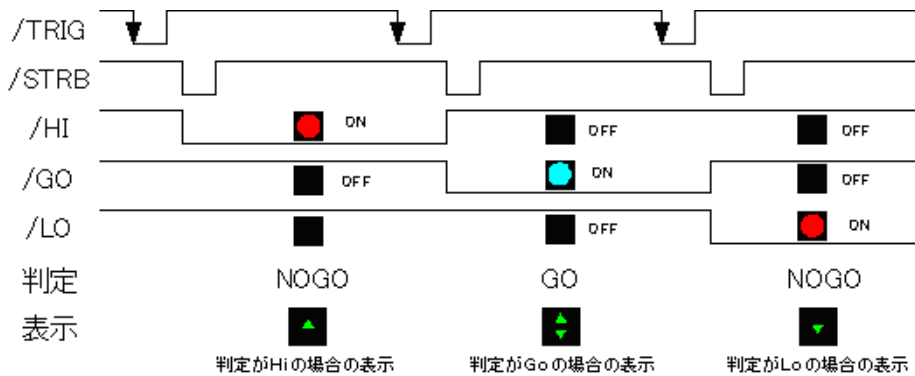 /TRIG
/STRB
/HI ON OFF OFF
/GO OFF ON OFF
/LO OFF ON
判定 NOGO GO NOGO
表示
判定がHiの場合の表示 判定がGoの場合の表示 判定がLoの場合の表示